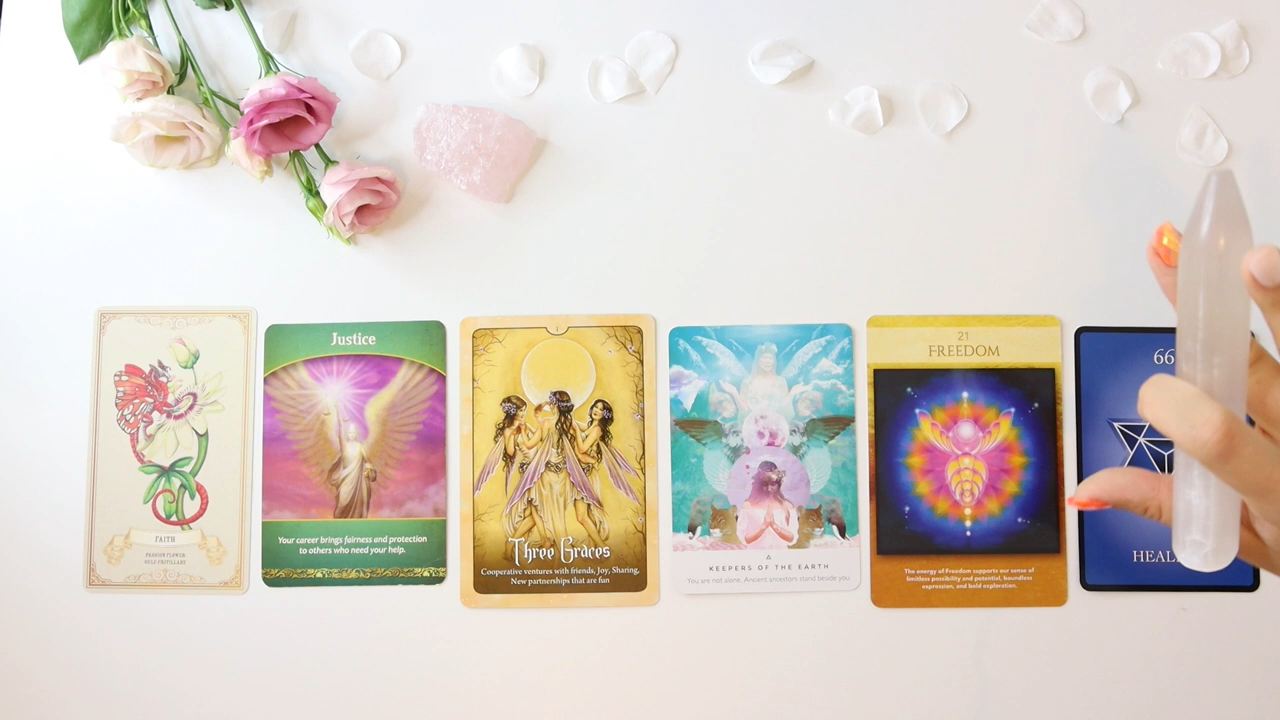 FAITH
PASSION FLOWER
GULF FRITILLARY
Justice
Your career brings fairness and protection
to others who need your help.
1
Three Graces
Cooperative ventures with friends, Joy, Sharing,
New partnerships that are fun
KEEPERS OF THE EARTH
You are not alone. Ancient ancestors stand beside you.
21
FREEDOM
The energy of Freedom supports our sense of
limitless possibility and potential, boundless
expression, and bold exploration.
66
HEAL